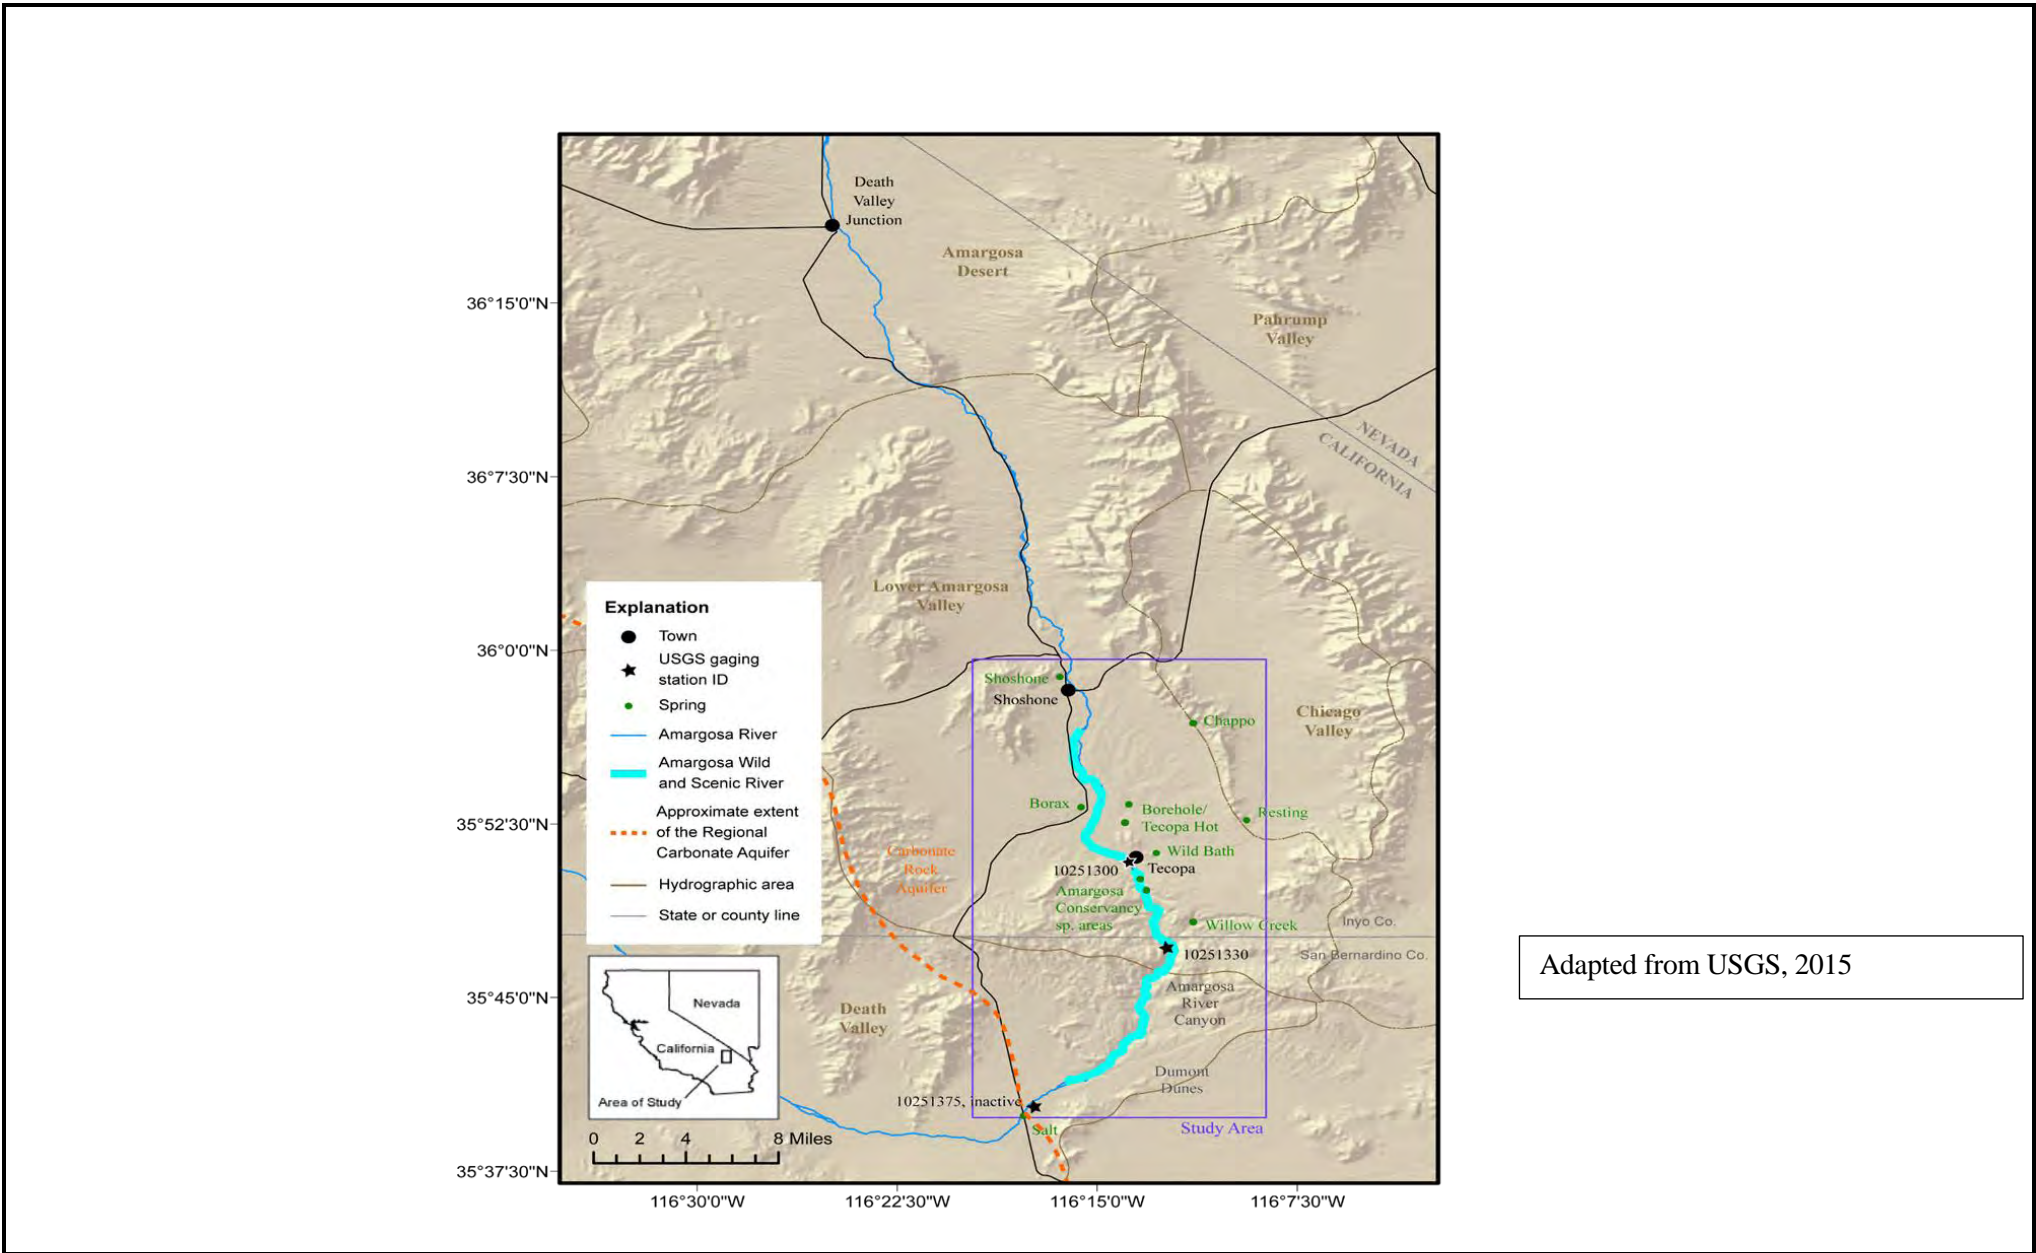 Death
Valley
Junction
Amargosa
Desert
36°15'0"N
Pahrump
Valley
NEVADA
CALIFORNIA
36°7'30"N
Lower Amargosa
Valley
Explanation
Town
USGS gaging
station ID
Spring
Amargosa River
Amargosa Wild
and Scenic River
Approximate extent
of the Regional
Carbonate Aquifer
Hydrographic area
State or county line
36°0'0"N
Shoshone
Shoshone
Chappo
Chicago
Valley
Borax
Borehole/
Tecopa Hot
Resting
35°52'30"N
Wild Bath
Carbonate
Rock
Aquifer
10251300
Tecopa
Amargosa
Conservancy
sp. areas
Willow Creek
Inyo Co.
San Bernardino Co.
10251330
Adapted from USGS, 2015
35°45'0"N
Amargosa
River
Canyon
Death
Valley
Nevada
California
Area of Study
Dumont
Dunes
10251375, inactive
Salt
Study Area
0 2 4 8 Miles
35°37'30"N
116°30'0"W
116°22'30"W
116°15'0"W
116°7'30"W